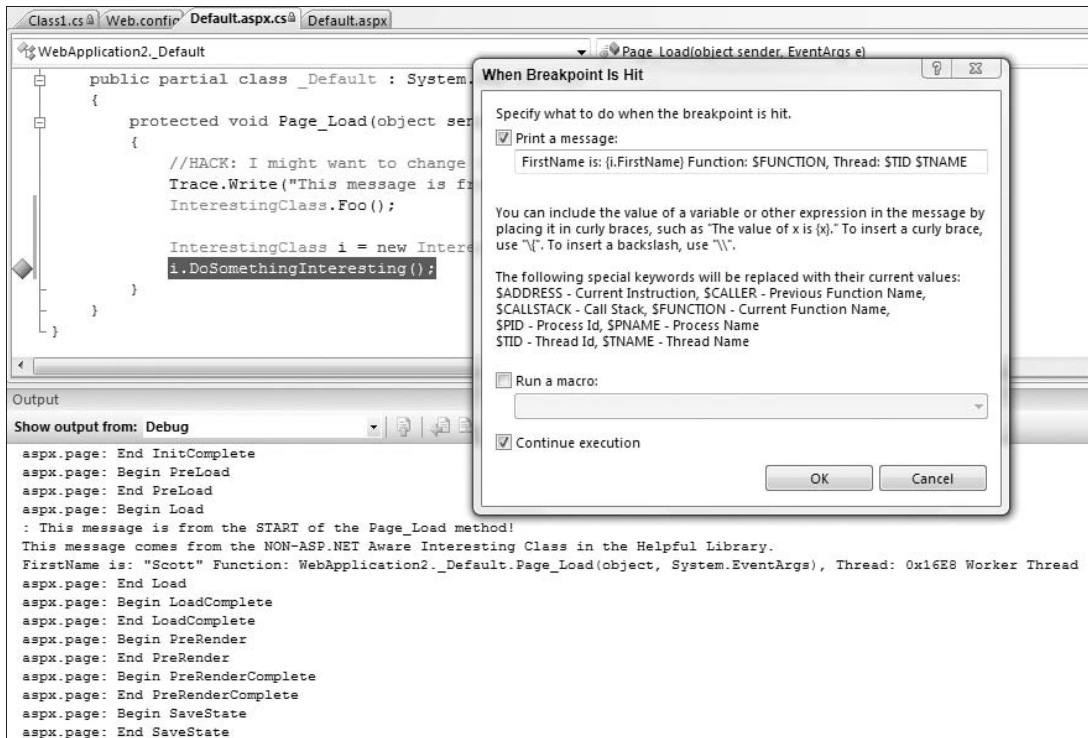 Class1.cs Web.config Default.aspx.cs Default.aspx
WebApplication2._Default
Page_Load(object sender, EventArgs e)
public partial class _Default : System.
{
protected void Page_Load(object sen
{
//HACK: I might want to change
Trace.Write("This message is fr
InterestingClass.Foo();
InterestingClass i = new Intere
i.DoSomethingInteresting();
}
}
}
When Breakpoint Is Hit
Specify what to do when the breakpoint is hit.
Print a message:
FirstName is: {i.FirstName} Function: $FUNCTION, Thread: $TID $TNAME
You can include the value of a variable or other expression in the message by
placing it in curly braces, such as "The value of x is {x}." To insert a curly brace,
use "\{". To insert a backslash, use "\\".
The following special keywords will be replaced with their current values:
$ADDRESS - Current Instruction, $CALLER - Previous Function Name,
$CALLSTACK - Call Stack, $FUNCTION - Current Function Name,
$PID - Process Id, $PNAME - Process Name
$TID - Thread Id, $TNAME - Thread Name
Run a macro:
Continue execution
OK Cancel
Output
Show output from: Debug
aspx.page: End InitComplete
aspx.page: Begin PreLoad
aspx.page: End PreLoad
aspx.page: Begin Load
: This message is from the START of the Page_Load method!
This message comes from the NON-ASP.NET Aware Interesting Class in the Helpful Library.
FirstName is: "Scott" Function: WebApplication2._Default.Page_Load(object, System.EventArgs), Thread: 0x16E8 Worker Thread
aspx.page: End Load
aspx.page: Begin LoadComplete
aspx.page: End LoadComplete
aspx.page: Begin PreRender
aspx.page: End PreRender
aspx.page: Begin PreRenderComplete
aspx.page: End PreRenderComplete
aspx.page: Begin SaveState
aspx.page: End SaveState